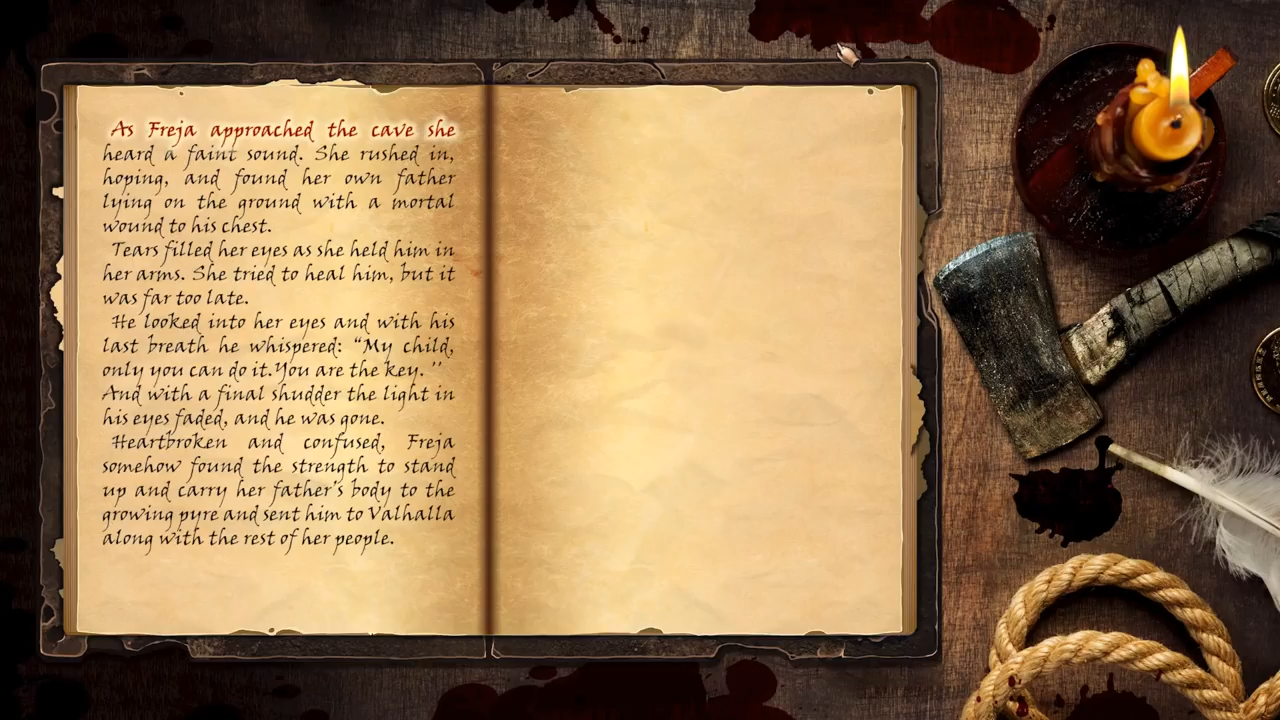 As Freja approached the cave she
heard a faint sound. She rushed in,
hoping, and found her own father
lying on the ground with a mortal
wound to his chest.
Tears filled her eyes as she held him in
her arms. She tried to heal him, but it
was far too late.
He looked into her eyes and with his
last breath he whispered: “My child,
only you can do it.You are the key. ’’
And with a final shudder the light in
his eyes faded, and he was gone.
Heartbroken and confused, Freja
somehow found the strength to stand
up and carry her father's body to the
growing pyre and sent him to Valhalla
along with the rest of her people.